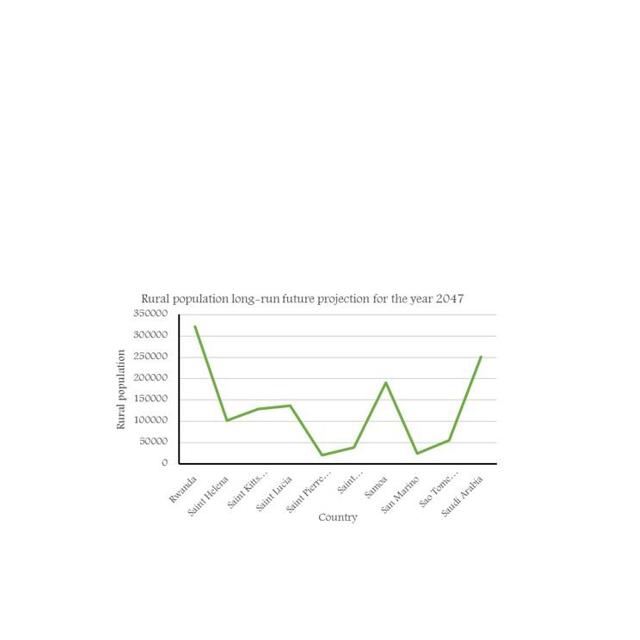 Rural population long-run future projection for the year 2047
350000
300000
250000
200000
150000
100000
50000
0
Rural population
Rwanda
Saint Helena
Saint Kitts...
Saint Lucia
Saint Pierre...
Saint...
Samoa
San Marino
Sao Tome...
Saudi Arabia
Country